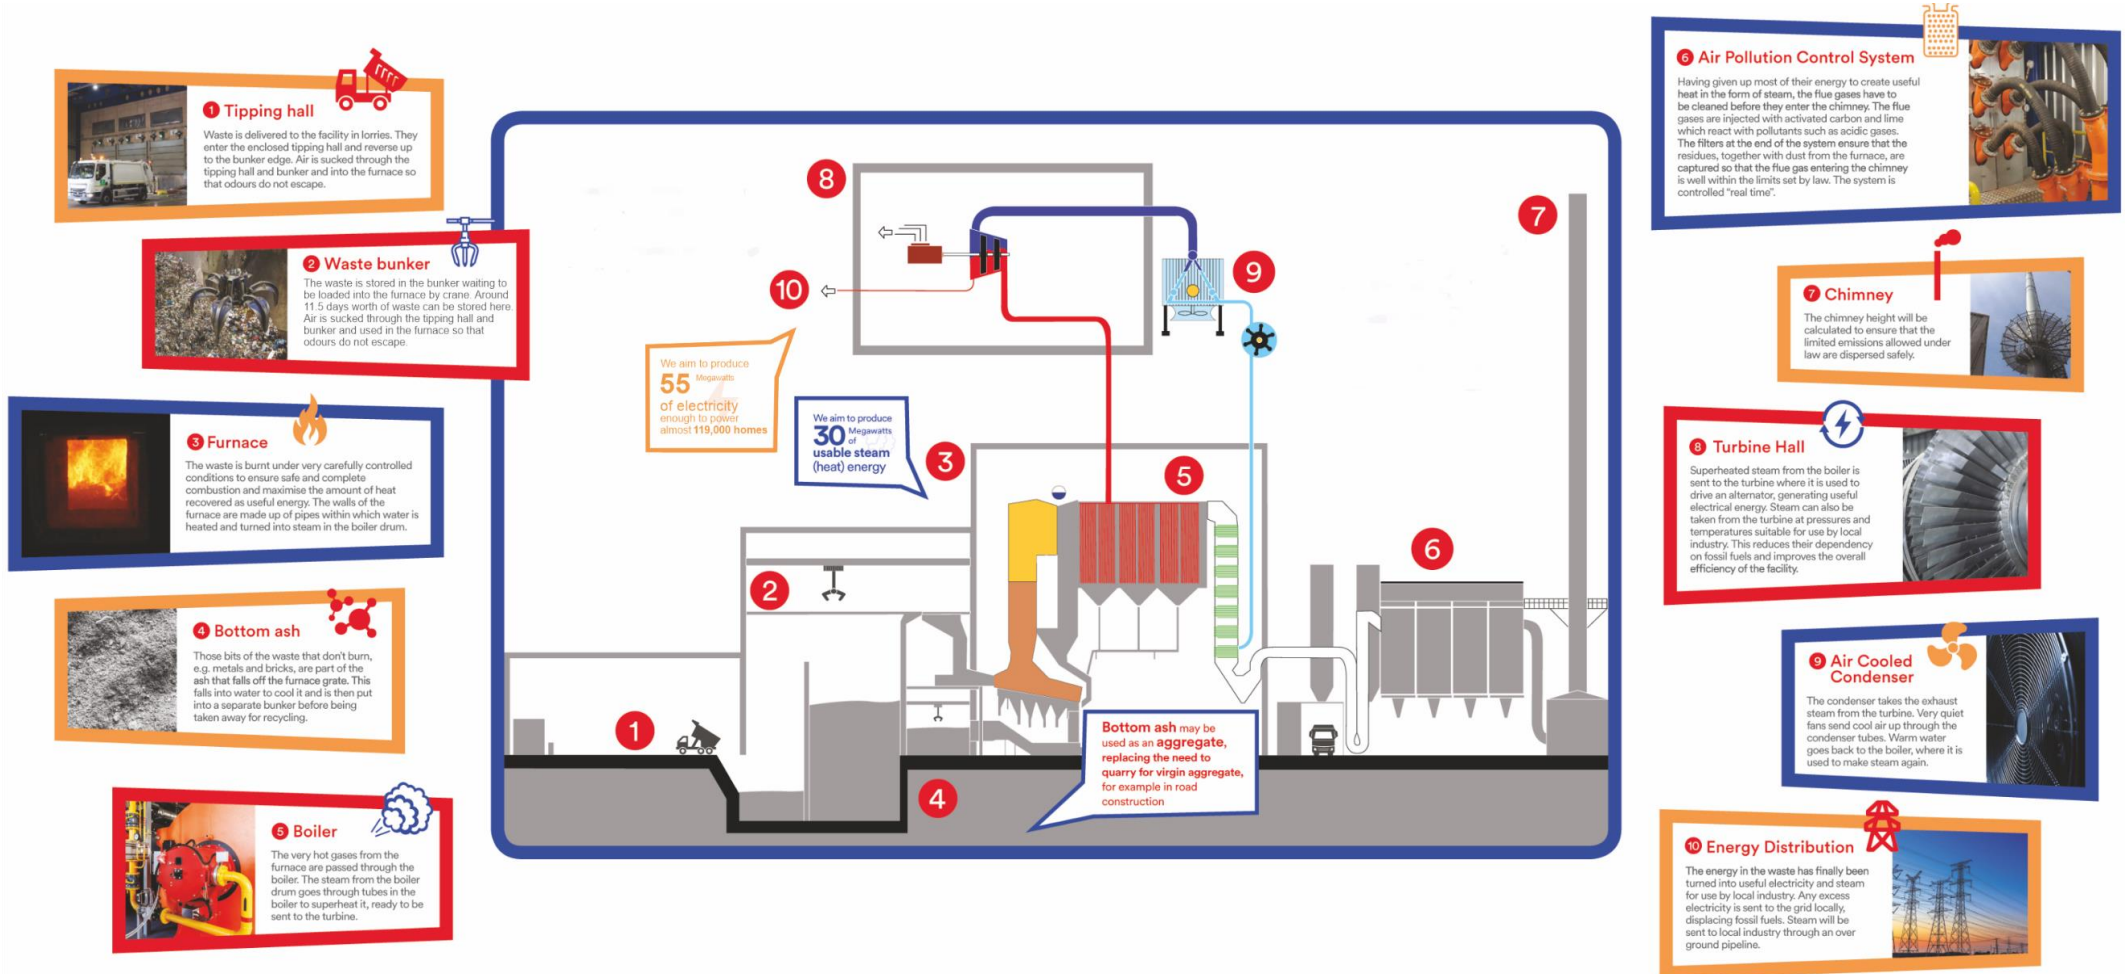 1 Tipping hall
Waste is delivered to the facility in lorries. They
enter the enclosed tipping hall and reverse up
to the bunker edge. Air is sucked through the
tipping hall and bunker and into the furnace so
that odours do not escape.
2 Waste bunker
The waste is stored in the bunker waiting to
be loaded into the furnace by crane. Around
11.5 days worth of waste can be stored here.
Air is sucked through the tipping hall and
bunker and used in the furnace so that
odours do not escape.
3 Furnace
The waste is burnt under very carefully controlled
conditions to ensure safe and complete
combustion and maximise the amount of heat
recovered as useful energy. The walls of the
furnace are made up of pipes within which water is
heated and turned into steam in the boiler drum.
4 Bottom ash
Those bits of the waste that don't burn,
e.g. metals and bricks, are part of the
ash that falls off the furnace grate. This
falls into water to cool it and is then put
into a separate bunker before being
taken away for recycling.
5 Boiler
The very hot gases from the
furnace are passed through the
boiler. The steam from the boiler
drum goes through tubes in the
boiler to superheat it, ready to be
sent to the turbine.
8
7
9
10
We aim to produce
55 Megawatts
of electricity
enough to power
almost 119,000 homes
We aim to produce
30 Megawatts
of
usable steam
(heat) energy
3
5
6
2
1
4
Bottom ash may be
used as an aggregate,
replacing the need to
quarry for virgin aggregate,
for example in road
construction
6 Air Pollution Control System
Having given up most of their energy to create useful
heat in the form of steam, the flue gases have to
be cleaned before they enter the chimney. The flue
gases are injected with activated carbon and lime
which react with pollutants such as acidic gases.
The filters at the end of the system ensure that the
residues, together with dust from the furnace, are
captured so that the flue gas entering the chimney
is well within the limits set by law. The system is
controlled "real time".
7 Chimney
The chimney height will be
calculated to ensure that the
limited emissions allowed under
law are dispersed safely.
8 Turbine Hall
Superheated steam from the boiler is
sent to the turbine where it is used to
drive an alternator, generating useful
electrical energy. Steam can also be
taken from the turbine at pressures and
temperatures suitable for use by local
industry. This reduces their dependency
on fossil fuels and improves the overall
efficiency of the facility.
9 Air Cooled
Condenser
The condenser takes the exhaust
steam from the turbine. Very quiet
fans send cool air up through the
condenser tubes. Warm water
goes back to the boiler, where it is
used to make steam again.
10 Energy Distribution
The energy in the waste has finally been
turned into useful electricity and steam
for use by local industry. Any excess
electricity is sent to the grid locally,
displacing fossil fuels. Steam will be
sent to local industry through an over
ground pipeline.